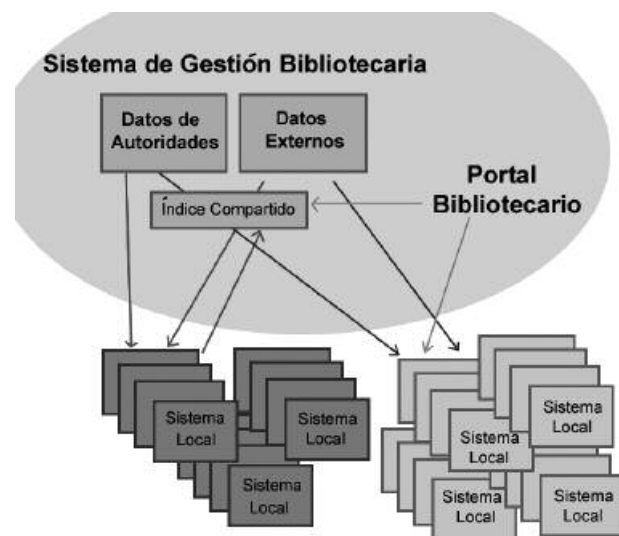 Sistema de Gestión Bibliotecaria
Datos de
Autoridades
Datos
Externos
Índice Compartido
Portal
Bibliotecario
Sistema
Local
Sistema
Local
Sistema
Local
Sistema
Local
Sistema
Local
Sistema
Local
Sistema
Local